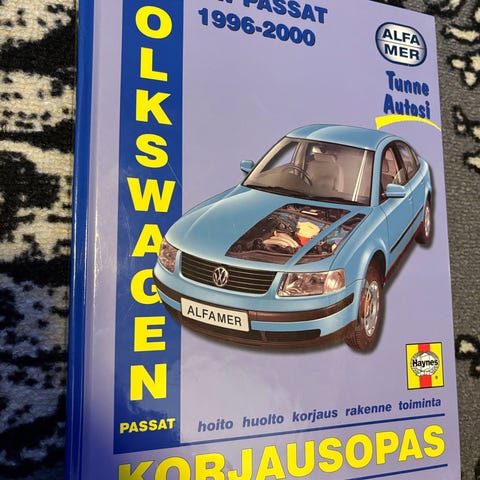 PASSAT
1996-2000
ALFA
MER
Tunne
Autosi
OLKSWAGEN
PASSAT
ALFAMER
Haynes
hoito huolto korjaus rakenne toiminta
KORJAUSOPAS